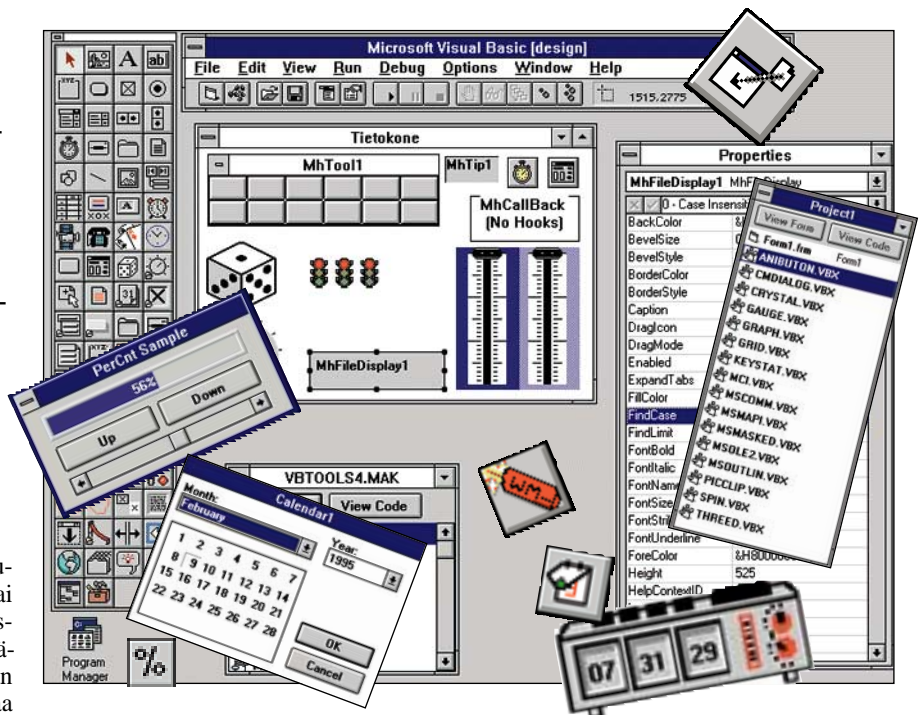 Microsoft Visual Basic [design]
File Edit View Run Debug Options Window Help
1515,2775
A
ab
XYZ
Tietokone
MhTool1
MhTip1
MhCallBack
(No Hooks)
MhFileDisplay1
Properties
MhFileDisplay1
0 - Case Insensit
BackColor
BevelSize
BevelStyle
BorderColor
BorderStyle
Caption
DragIcon
DragMode
Enabled
ExpandTabs
FillColor
FindCase
FindLimit
FontBold
FontItalic
FontName
FontSize
FontStri
FontUnderline
ForeColor &H8000000
Height 525
HelpContextID
Project1
View Form View Code
Form1.frm Form1
ANIBUTON.VBX
CMDIALOG.VBX
CRYSTAL.VBX
GAUGE.VBX
GRAPH.VBX
GRID.VBX
KEYSTAT.VBX
MCI.VBX
MSCOMM.VBX
MSMAPI.VBX
MSMASKED.VBX
MSOLE2.VBX
MSOUTLIN.VBX
PICCLIP.VBX
SPIN.VBX
THREED.VBX
PerCnt Sample
56%
Up
Down
VBTOOLS4.MAK
View Code
Calendar1
Month:
February
Year:
1995
1 2 3 4 5 6 7
8 9 10 11 12 13 14
15 16 17 18 19 20 21
22 23 24 25 26 27 28
OK
Cancel
WM...
07 31 29
Program
Manager
%
u-
ai
s-
ä-
n
a